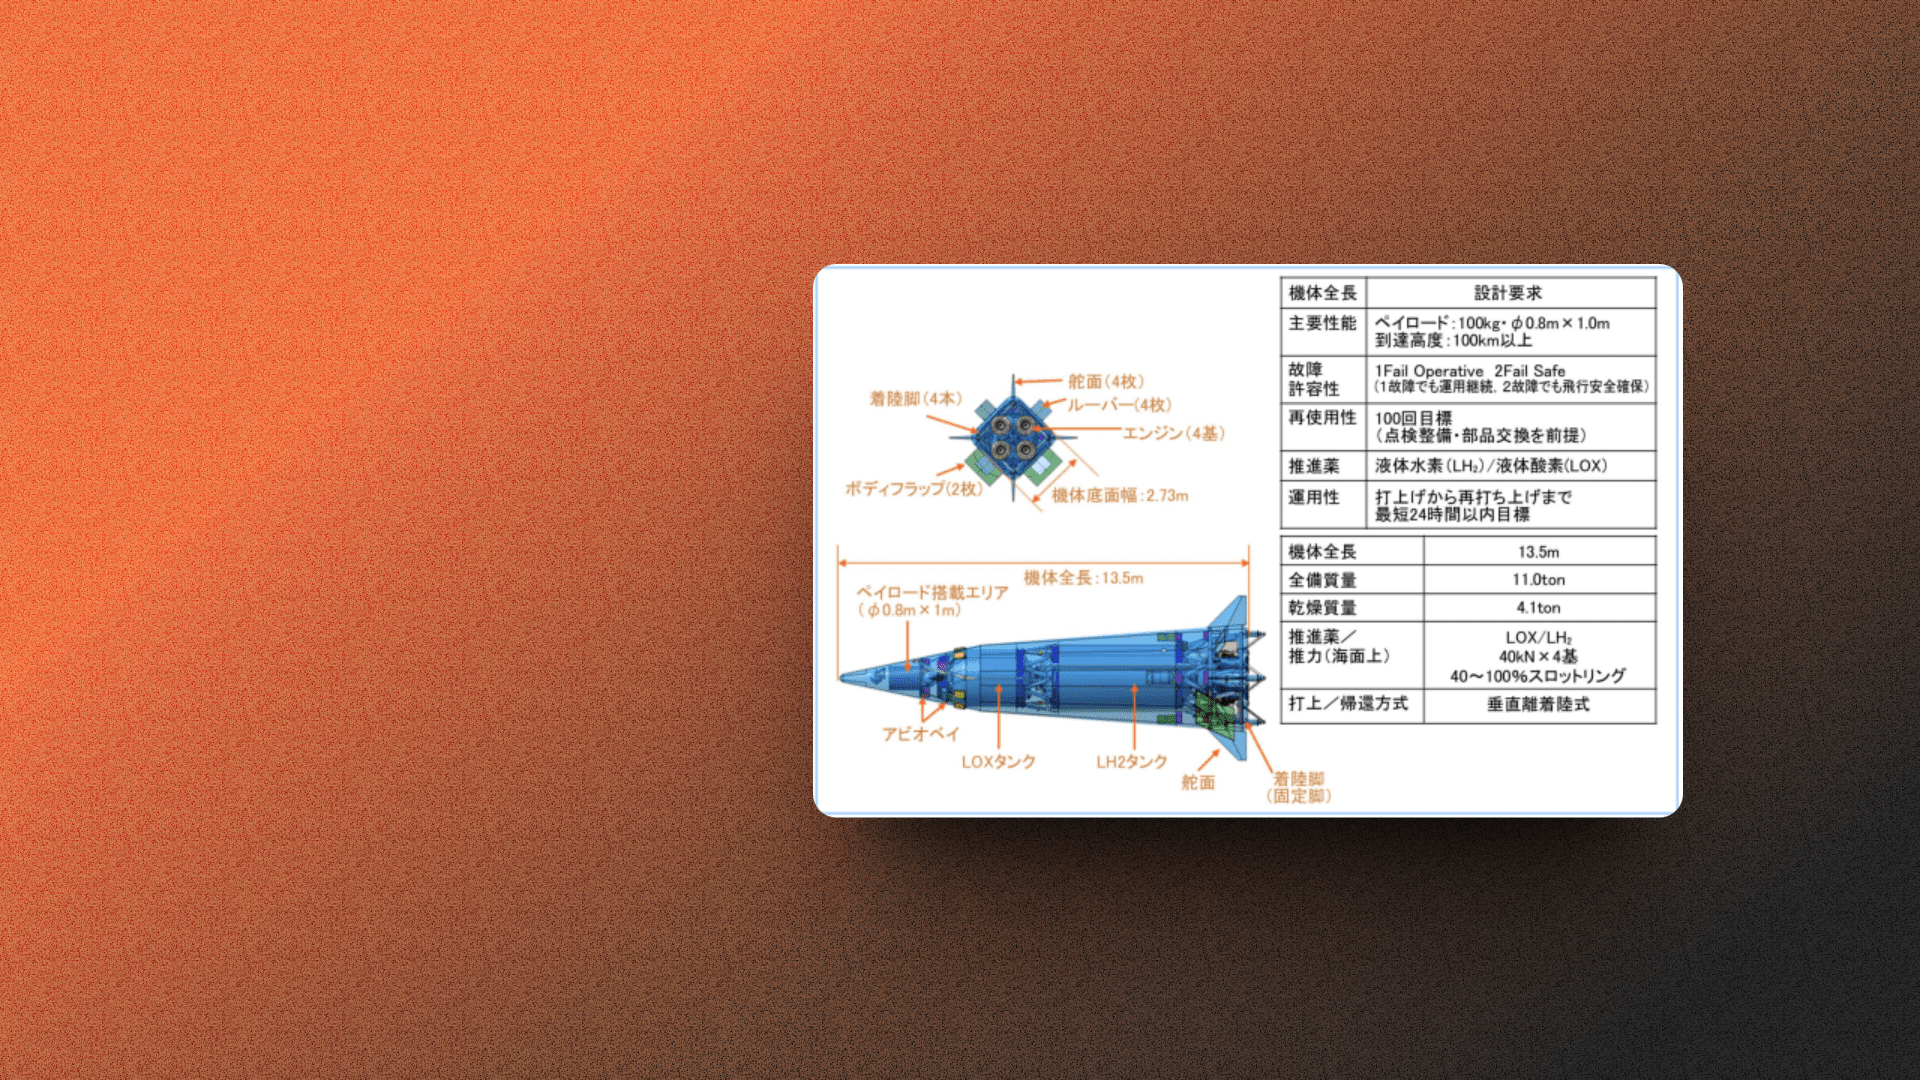 舵面(4枚)
着陸脚(4本)
ルーバー(4枚)
エンジン(4基)
ボディフラップ(2枚)
機体底面幅:2.73m
機体全長:13.5m
ペイロード搭載エリア
(φ0.8m×1m)
アビオベイ
LOXタンク
LH2タンク
舵面
着陸脚
(固定脚)
機体全長 設計要求
主要性能 ペイロード:100kg・φ0.8m×1.0m
到達高度:100km以上
故障
許容性
1Fail Operative 2Fail Safe
(1故障でも運用継続, 2故障でも飛行安全確保)
再使用性 100回目標
(点検整備・部品交換を前提)
推進薬 液体水素(LH₂)/液体酸素(LOX)
運用性 打上げから再打ち上げまで
最短24時間以内目標
機体全長 13.5m
全備質量 11.0ton
乾燥質量 4.1ton
推進薬/
推力(海面上)
LOX/LH₂
40kN×4基
40~100%スロットリング
打上/帰還方式 垂直離着陸式